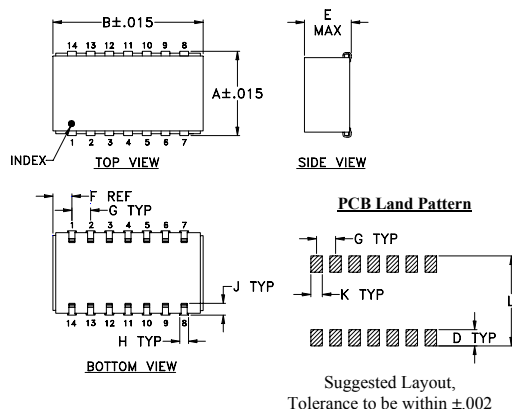 B±.015
14 13 12 11 10 9 8
A±.015
INDEX
1 2 3 4 5 6 7
TOP VIEW
E
MAX
SIDE VIEW
F REF
G TYP
1 2 3 4 5 6 7
J TYP
14 13 12 11 10 9 8
H TYP
BOTTOM VIEW
PCB Land Pattern
G TYP
K TYP
L
D TYP
Suggested Layout,
Tolerance to be within ±.002